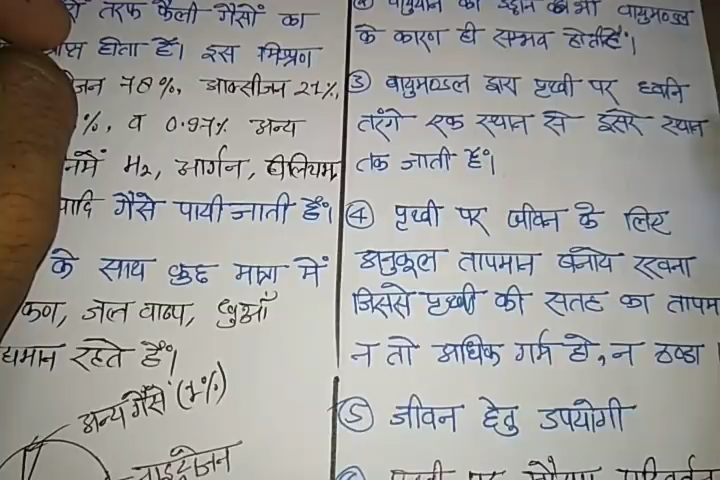 तरफ फैली गैसों का
होता है। इस मिश्रण
78%, आक्सीजन 21%,
%, व 0.97% अन्य
H₂, आर्गन, हीलियम,
गैसे पायी जाती हैं।
के साथ कुछ मात्रा में
कण, जल वाष्प, धुआँ
रहते हैं।
अन्य गैसें (1%)
नाइट्रोजन
के कारण ही सम्भव होती है।
③ वायुमण्डल द्वारा पृथ्वी पर ध्वनि
तरंगे एक स्थान से दूसरे स्थान
तक जाती हैं।
④ पृथ्वी पर जीवन के लिए
अनुकूल तापमान बनाये रखना
जिससे पृथ्वी की सतह का तापम
न तो अधिक गर्म हो, न ठण्डा।
⑤ जीवन हेतु उपयोगी